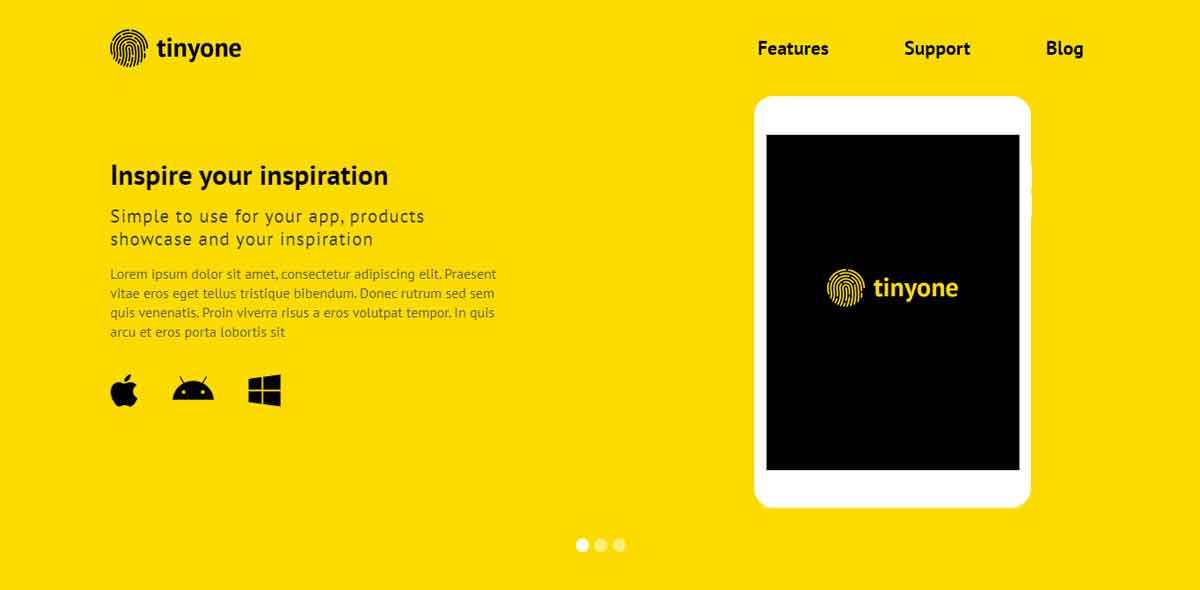 tinyone
Features
Support
Blog
Inspire your inspiration
Simple to use for your app, products
showcase and your inspiration
Lorem ipsum dolor sit amet, consectetur adipiscing elit. Praesent
vitae eros eget tellus tristique bibendum. Donec rutrum sed sem
quis venenatis. Proin viverra risus a eros volutpat tempor. In quis
arcu et eros porta lobortis sit
tinyone